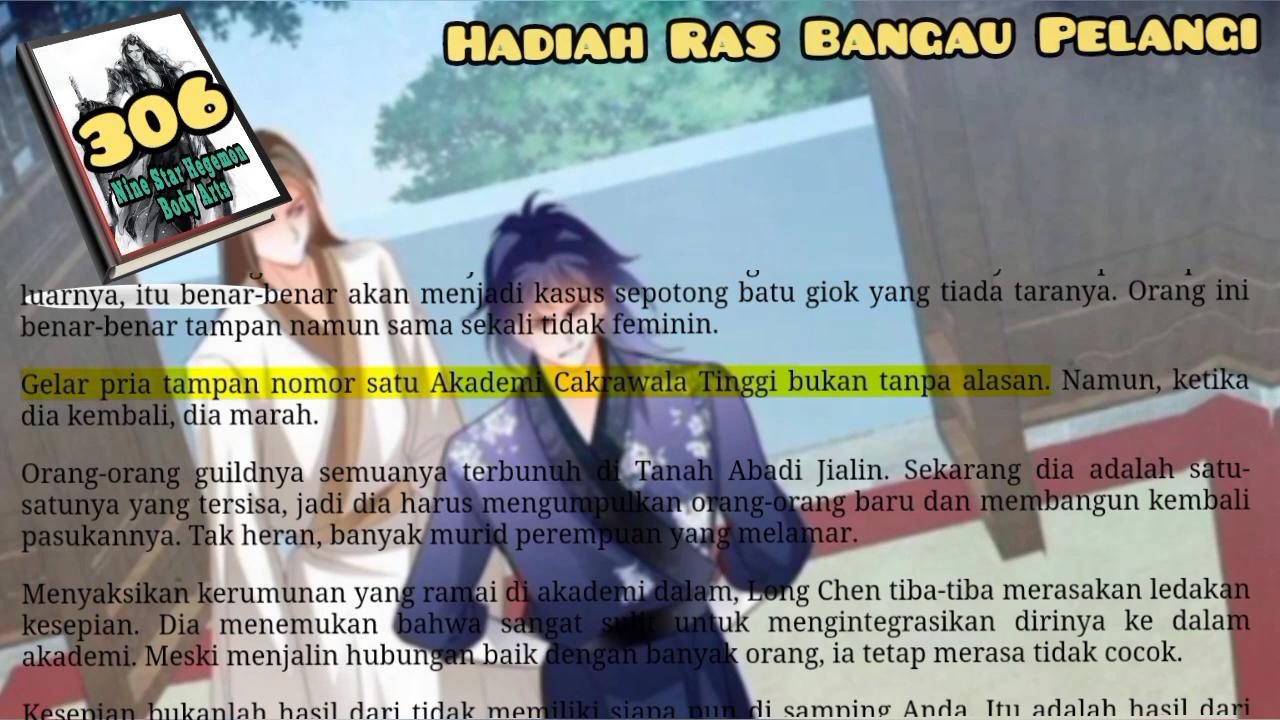 Hadiah Ras Bangau Pelangi
306
Nine Star Hegemon
Body Arts
luarnya, itu benar-benar akan menjadi kasus sepotong batu giok yang tiada taranya. Orang ini
benar-benar tampan namun sama sekali tidak feminin.
Gelar pria tampan nomor satu Akademi Cakrawala Tinggi bukan tanpa alasan. Namun, ketika
dia kembali, dia marah.
Orang-orang guildnya semuanya terbunuh di Tanah Abadi Jialin. Sekarang dia adalah satu-
satunya yang tersisa, jadi dia harus mengumpulkan orang-orang baru dan membangun kembali
pasukannya. Tak heran, banyak murid perempuan yang melamar.
Menyaksikan kerumunan yang ramai di akademi dalam, Long Chen tiba-tiba merasakan ledakan
kesepian. Dia menemukan bahwa sangat sulit untuk mengintegrasikan dirinya ke dalam
akademi. Meski menjalin hubungan baik dengan banyak orang, ia tetap merasa tidak cocok.
Kesepian bukanlah hasil dari tidak memiliki siapa pun di samping Anda. Itu adalah hasil dari